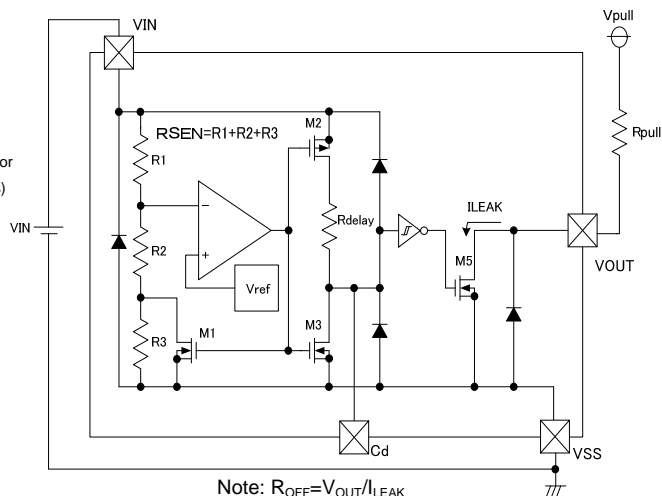 VIN
Vpull
RSEN=R1+R2+R3
M2
Rpull
R1
or
)
Rdelay
ILEAK
VIN
R2
M5
VOUT
Vref
M1
M3
R3
Cd
VSS
Note: ROFF=VOUT/ILEAK